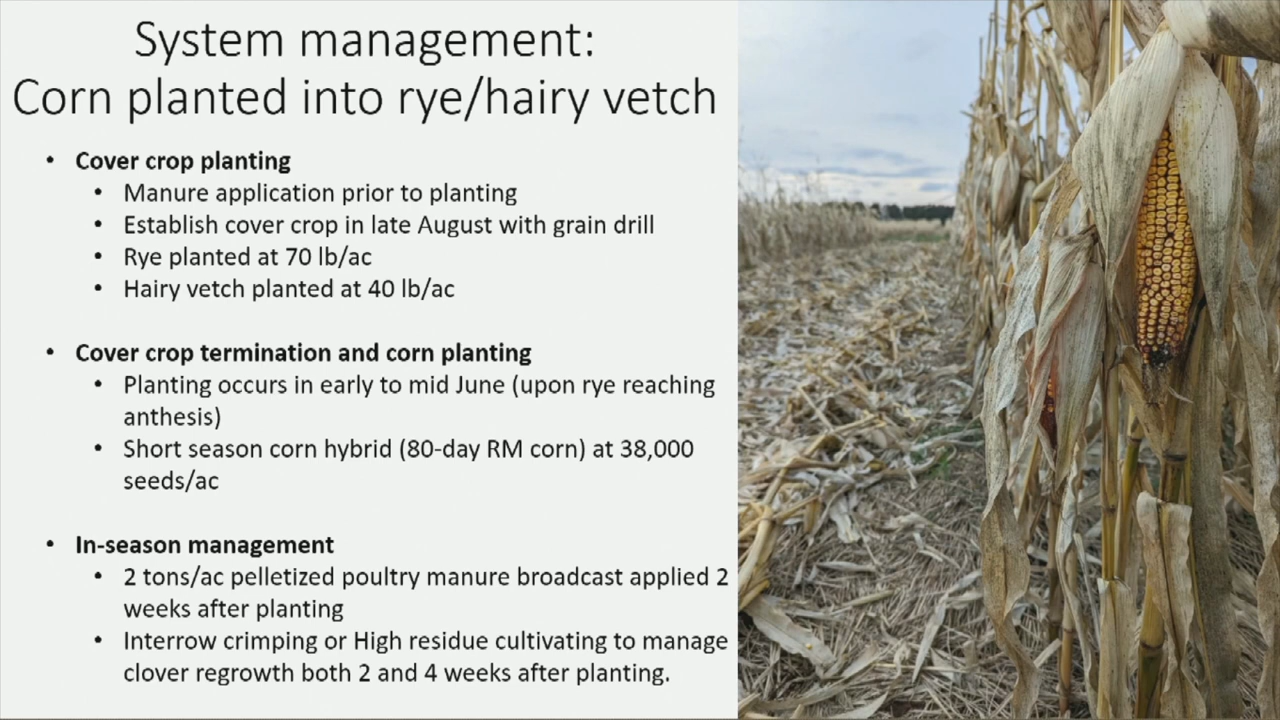 System management:
Corn planted into rye/hairy vetch
• Cover crop planting
• Manure application prior to planting
• Establish cover crop in late August with grain drill
• Rye planted at 70 lb/ac
• Hairy vetch planted at 40 lb/ac
• Cover crop termination and corn planting
• Planting occurs in early to mid June (upon rye reaching
anthesis)
• Short season corn hybrid (80-day RM corn) at 38,000
seeds/ac
• In-season management
• 2 tons/ac pelletized poultry manure broadcast applied 2
weeks after planting
• Interrow crimping or High residue cultivating to manage
clover regrowth both 2 and 4 weeks after planting.